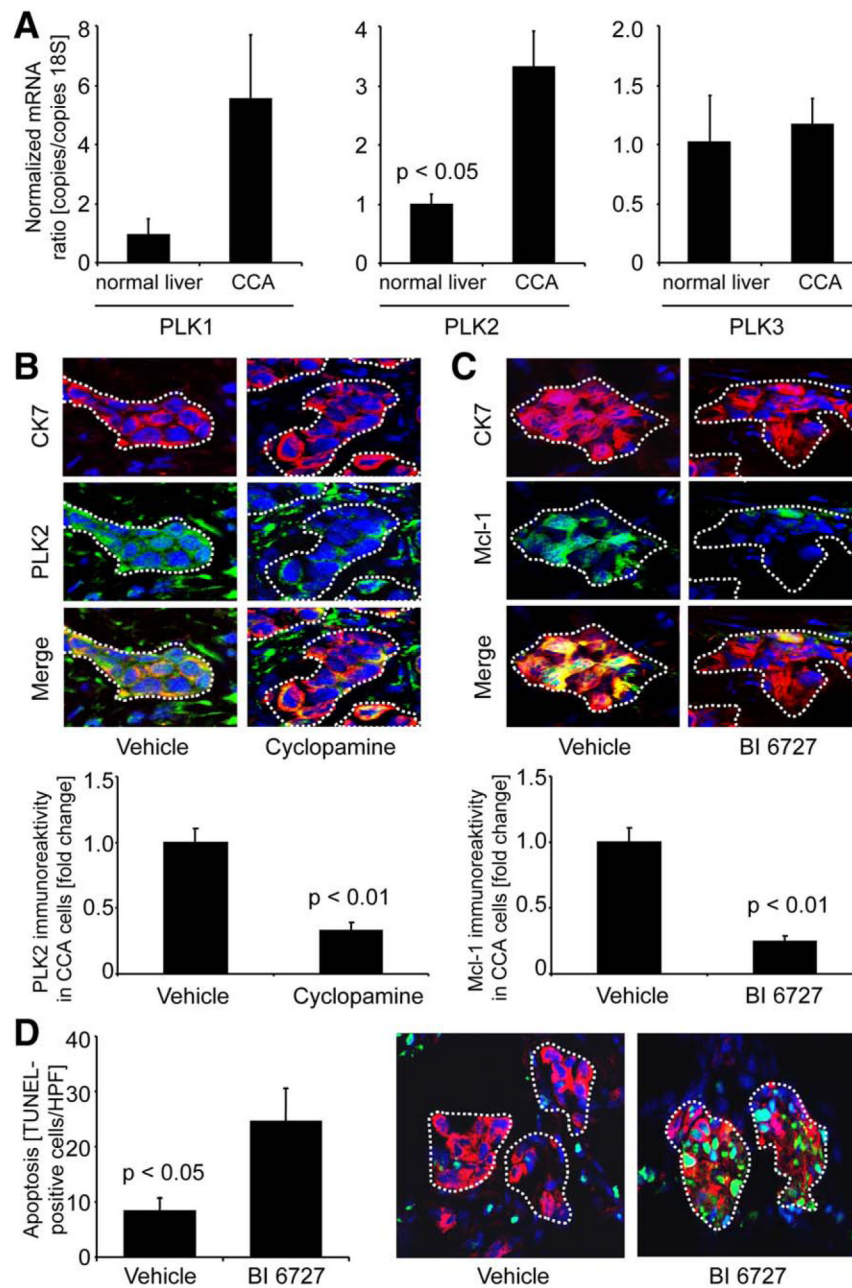 A
Normalized mRNA
ratio [copies/copies 18S]
8
6
4
2
0
normal liver CCA
PLK1
4
3
2
1
0
p < 0.05
normal liver CCA
PLK2
2.0
1.5
1.0
0.5
0
normal liver CCA
PLK3
B
CK7
PLK2
Merge
Vehicle Cyclopamine
PLK2 immunoreaktivity
in CCA cells [fold change]
1.5
1.0
0.5
0
p < 0.01
Vehicle Cyclopamine
C
CK7
Mcl-1
Merge
Vehicle BI 6727
Mcl-1 immunoreaktivity
in CCA cells [fold change]
1.5
1.0
0.5
0
p < 0.01
Vehicle BI 6727
D
Apoptosis [TUNEL-
positive cells/HPF]
40
30
20
10
0
p < 0.05
Vehicle BI 6727
Vehicle BI 6727